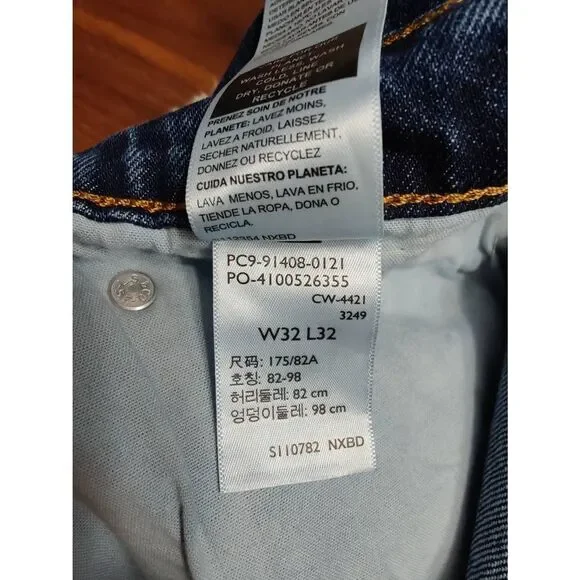 WASH LESS, WASH
COLD, LINE
DRY, DONATE OR
RECYCLE
PRENEZ SOIN DE NOTRE
PLANETE: LAVEZ MOINS,
LAVEZ A FROID, LAISSEZ
SECHER NATURELLEMENT,
DONNEZ OU RECYCLEZ
CUIDA NUESTRO PLANETA:
LAVA MENOS, LAVA EN FRIO,
TIENDE LA ROPA, DONA O
RECICLA.
NXBD
PC9-91408-0121
PO-4100526355
CW-4421
3249
W32 L32
尺码: 175/82A
호칭: 82-98
허리둘레: 82 cm
엉덩이둘레: 98 cm
S110782 NXBD